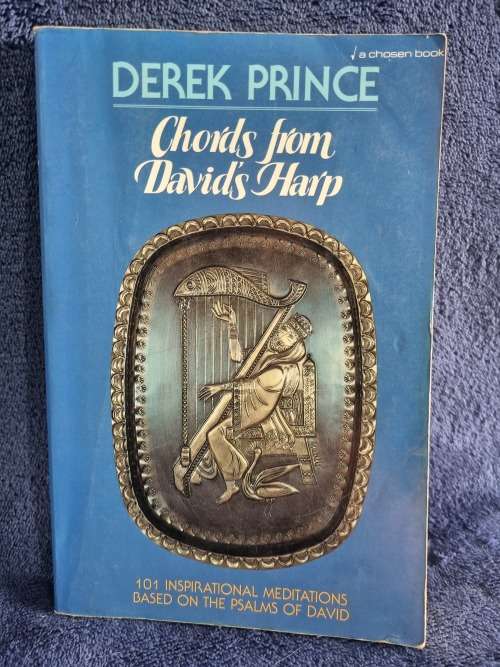 √ a chosen book
DEREK PRINCE
Chords from
David's Harp
101 INSPIRATIONAL MEDITATIONS
BASED ON THE PSALMS OF DAVID